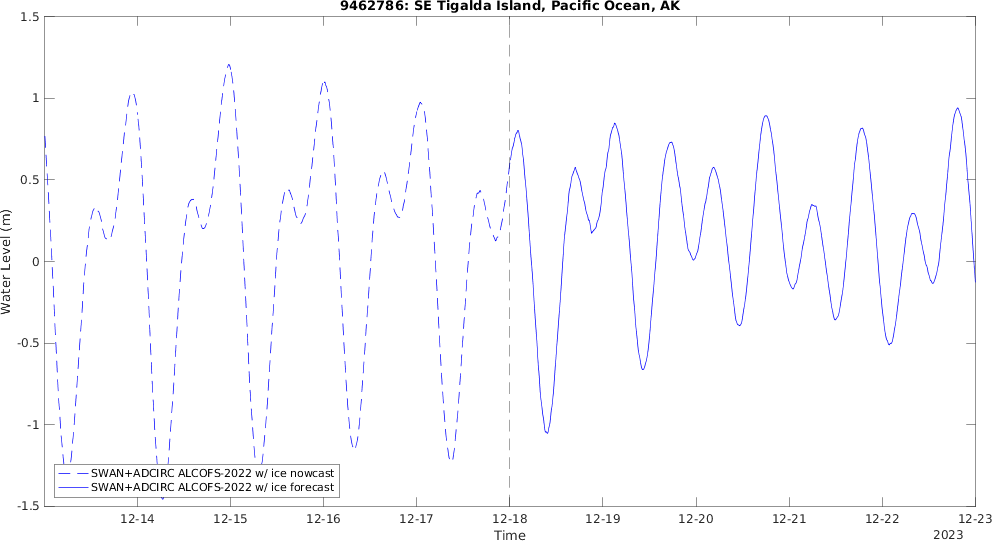 9462786: SE Tigalda Island, Pacific Ocean, AK
1.5
1
0.5
0
-0.5
-1
-1.5
Water Level (m)
SWAN+ADCIRC ALCOFS-2022 w/ ice nowcast
SWAN+ADCIRC ALCOFS-2022 w/ ice forecast
12-14 12-15 12-16 12-17 12-18 12-19 12-20 12-21 12-22 12-23
Time
2023